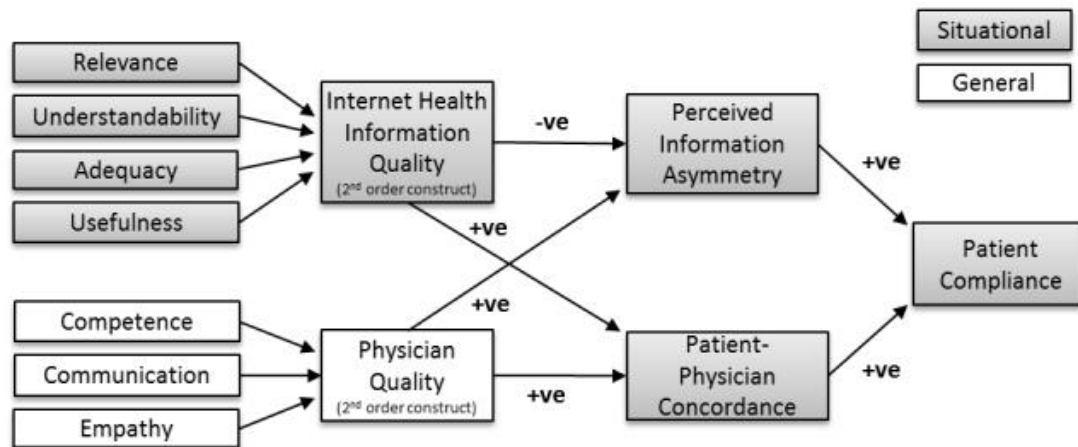 Situational
General
Relevance
Understandability
Adequacy
Usefulness
Internet Health
Information
Quality
(2nd order construct)
-ve
Perceived
Information
Asymmetry
+ve
+ve
+ve
Patient
Compliance
Competence
Communication
Empathy
Physician
Quality
(2nd order construct)
+ve
Patient-
Physician
Concordance
+ve